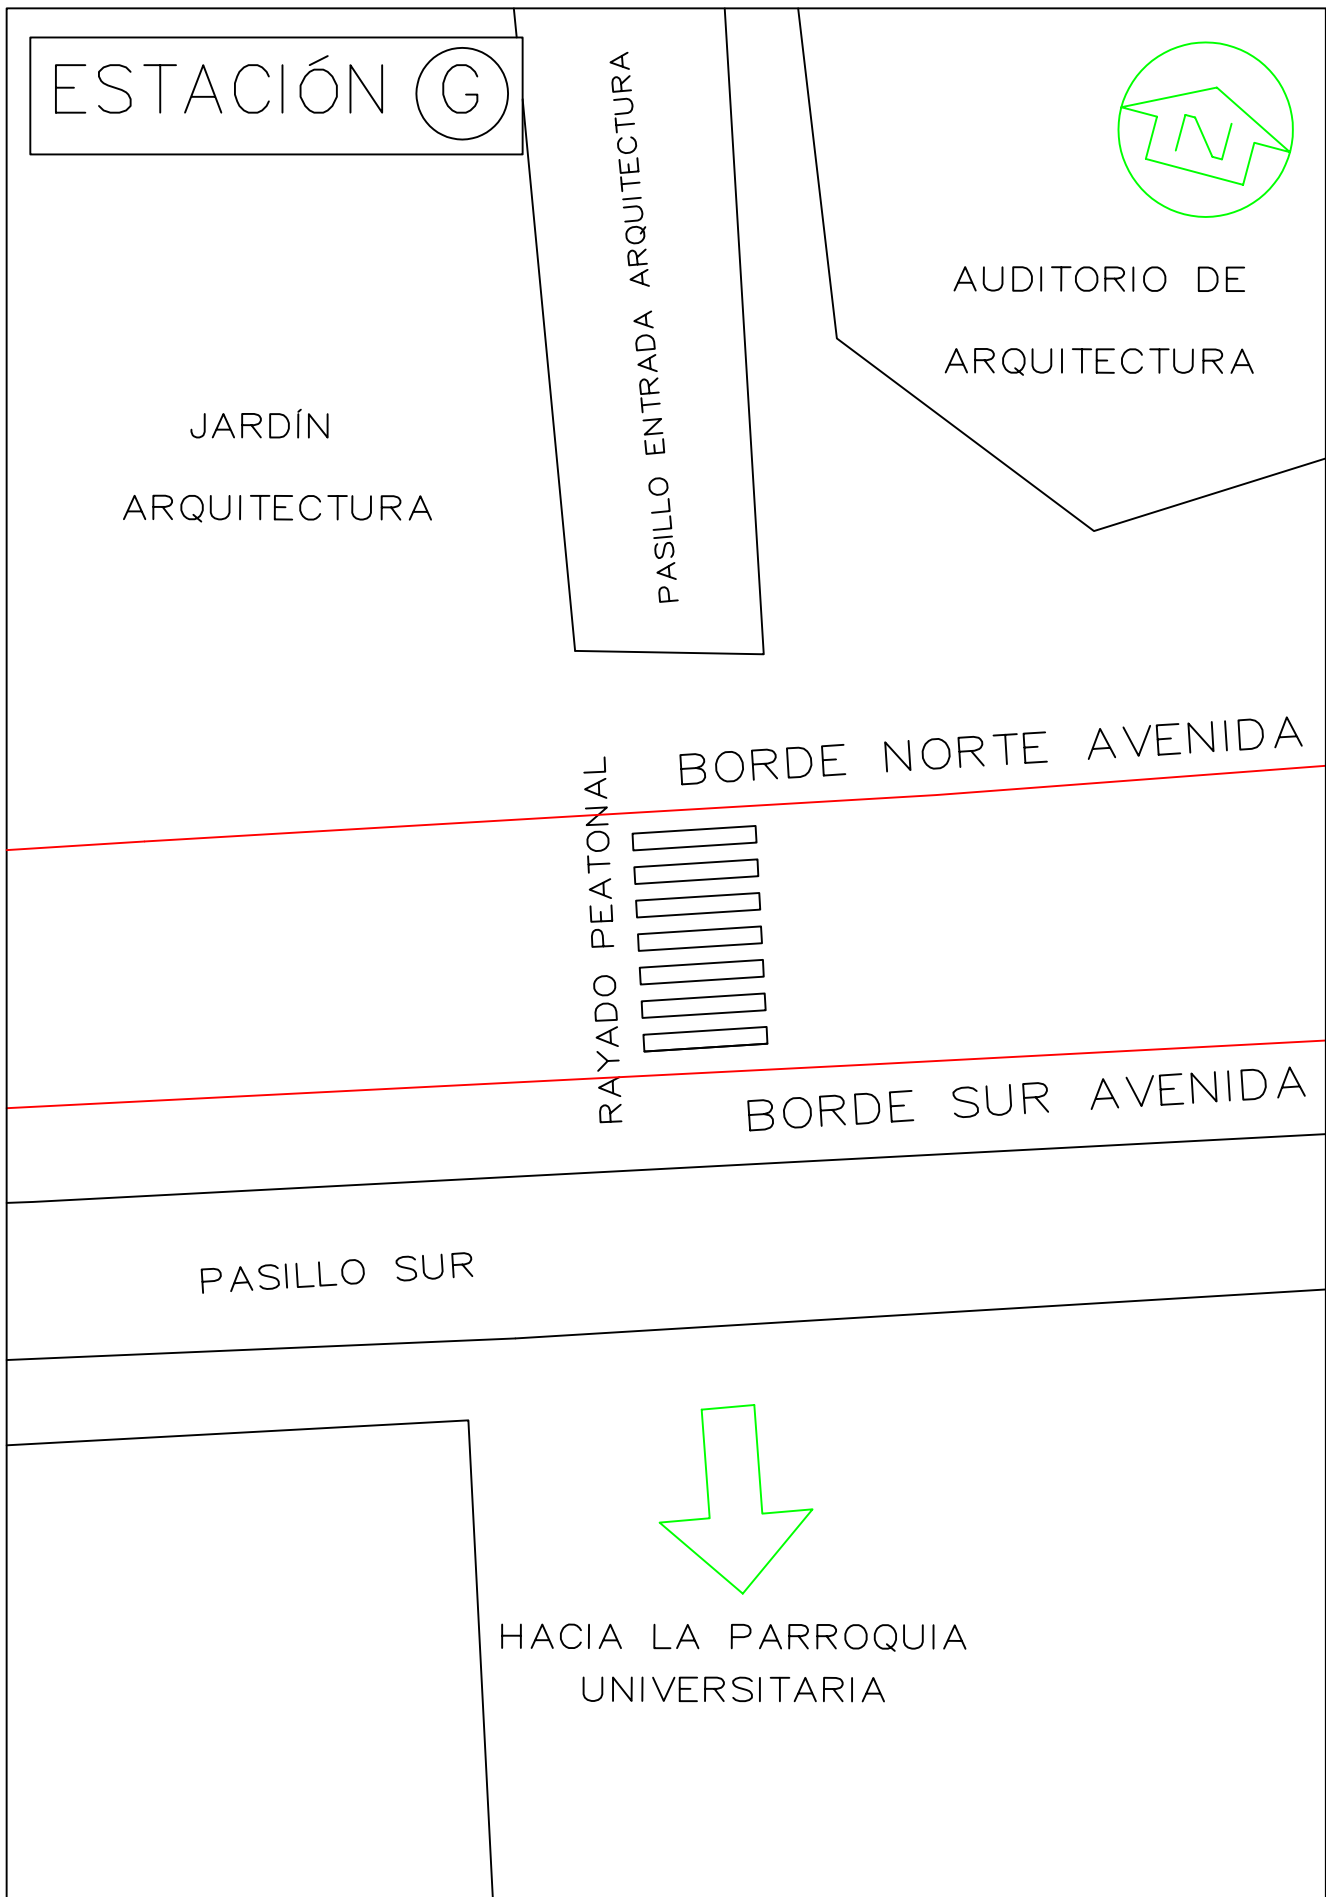 ESTACIÓN G
PASILLO ENTRADA ARQUITECTURA
N
AUDITORIO DE
ARQUITECTURA
JARDÍN
ARQUITECTURA
BORDE NORTE AVENIDA
RAYADO PEATONAL
BORDE SUR AVENIDA
PASILLO SUR
HACIA LA PARROQUIA
UNIVERSITARIA